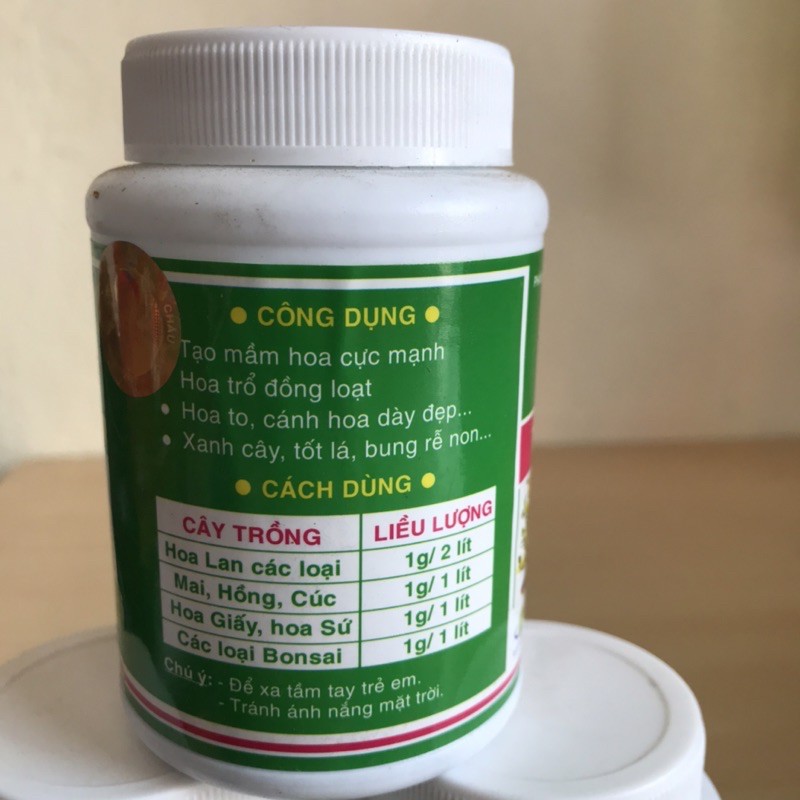 CHÂU
● CÔNG DỤNG ●
Tạo mầm hoa cực mạnh
Hoa trổ đồng loạt
• Hoa to, cánh hoa dày đẹp...
• Xanh cây, tốt lá, bung rễ non...
● CÁCH DÙNG ●
CÂY TRỒNG LIỀU LƯỢNG
Hoa Lan các loại 1g/ 2 lít
Mai, Hồng, Cúc 1g/ 1 lít
Hoa Giấy, hoa Sứ 1g/ 1 lít
Các loại Bonsai 1g/ 1 lít
Chú ý: - Để xa tầm tay trẻ em.
- Tránh ánh nắng mặt trời.